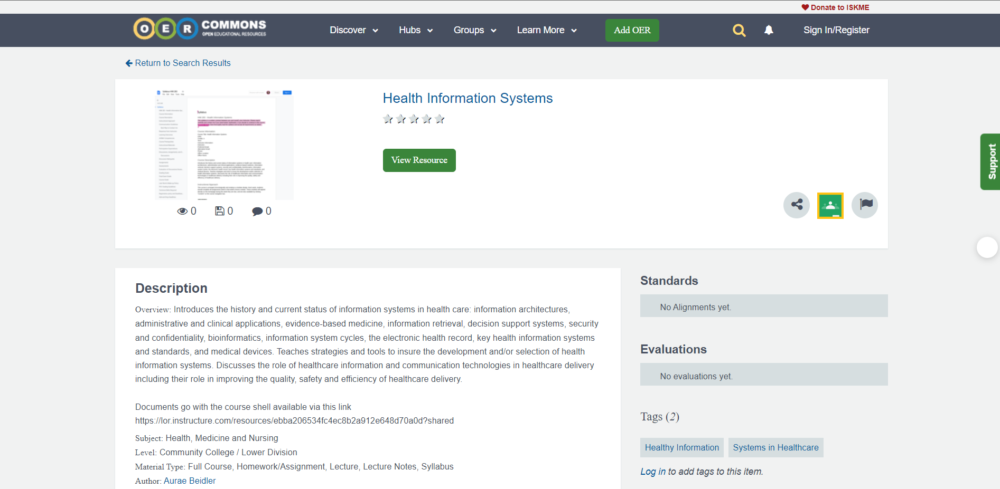 Donate to ISKME
OER COMMONS
OPEN EDUCATIONAL RESOURCES
Discover
Hubs
Groups
Learn More
Add OER
Sign In/Register
Return to Search Results
Health Information Systems
View Resource
0
0
0
Support
Description
Overview: Introduces the history and current status of information systems in health care: information architectures,
administrative and clinical applications, evidence-based medicine, information retrieval, decision support systems, security
and confidentiality, bioinformatics, information system cycles, the electronic health record, key health information systems
and standards, and medical devices. Teaches strategies and tools to insure the development and/or selection of health
information systems. Discusses the role of healthcare information and communication technologies in healthcare delivery
including their role in improving the quality, safety and efficiency of healthcare delivery.
Documents go with the course shell available via this link
https://lor.instructure.com/resources/ebba206534fc4ec8b2a912e648d70a0d?shared
Subject: Health, Medicine and Nursing
Level: Community College / Lower Division
Material Type: Full Course, Homework/Assignment, Lecture, Lecture Notes, Syllabus
Author: Aurae Beidler
Standards
No Alignments yet.
Evaluations
No evaluations yet.
Tags (2)
Healthy Information
Systems in Healthcare
Log in to add tags to this item.